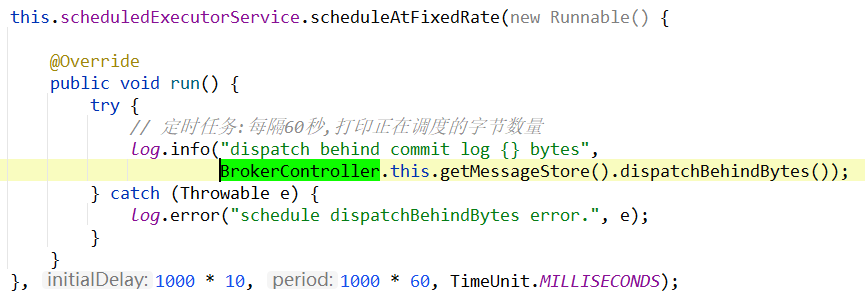 this.scheduledExecutorService.scheduleAtFixedRate(new Runnable() {
@Override
public void run() {
try {
// 定时任务:每隔60秒,打印正在调度的字节数量
log.info("dispatch behind commit log {} bytes",
BrokerController.this.getMessageStore().dispatchBehindBytes());
} catch (Throwable e) {
log.error("schedule dispatchBehindBytes error.", e);
}
}
}, initialDelay: 1000 * 10, period: 1000 * 60, TimeUnit.MILLISECONDS);